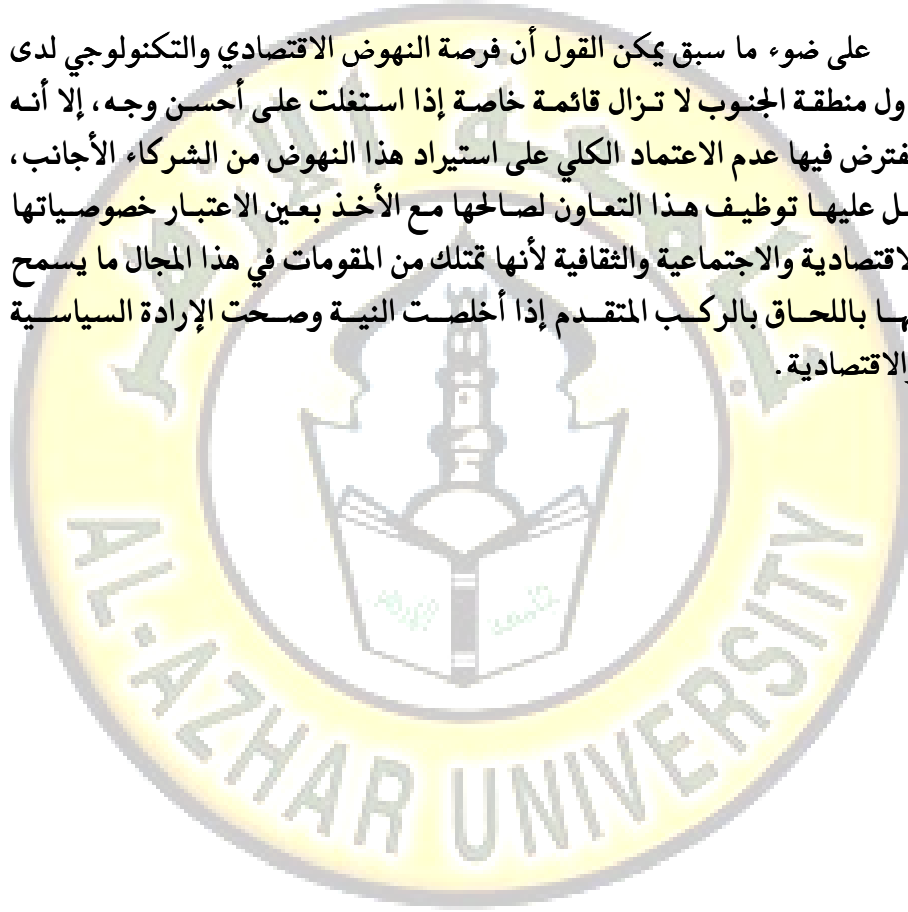 على ضوء ما سبق يمكن القول أن فرصة النهوض الاقتصادي والتكنولوجي لدى
ول منطقة الجنوب لا تزال قائمة خاصة إذا استغلت على أحسن وجه، إلا أنه
فترض فيها عدم الاعتماد الكلي على استيراد هذا النهوض من الشركاء الأجانب،
ـل عليها توظيف هذا التعاون لصالحها مع الأخذ بعين الاعتبار خصوصياتها
لاقتصادية والاجتماعية والثقافية لأنها تمتلك من المقومات في هذا المجال ما يسمح
ـها باللحاق بالركب المتقدم إذا أخلصت النية وصحت الإرادة السياسية
والاقتصادية.
AL-AZHAR UNIVERSITY